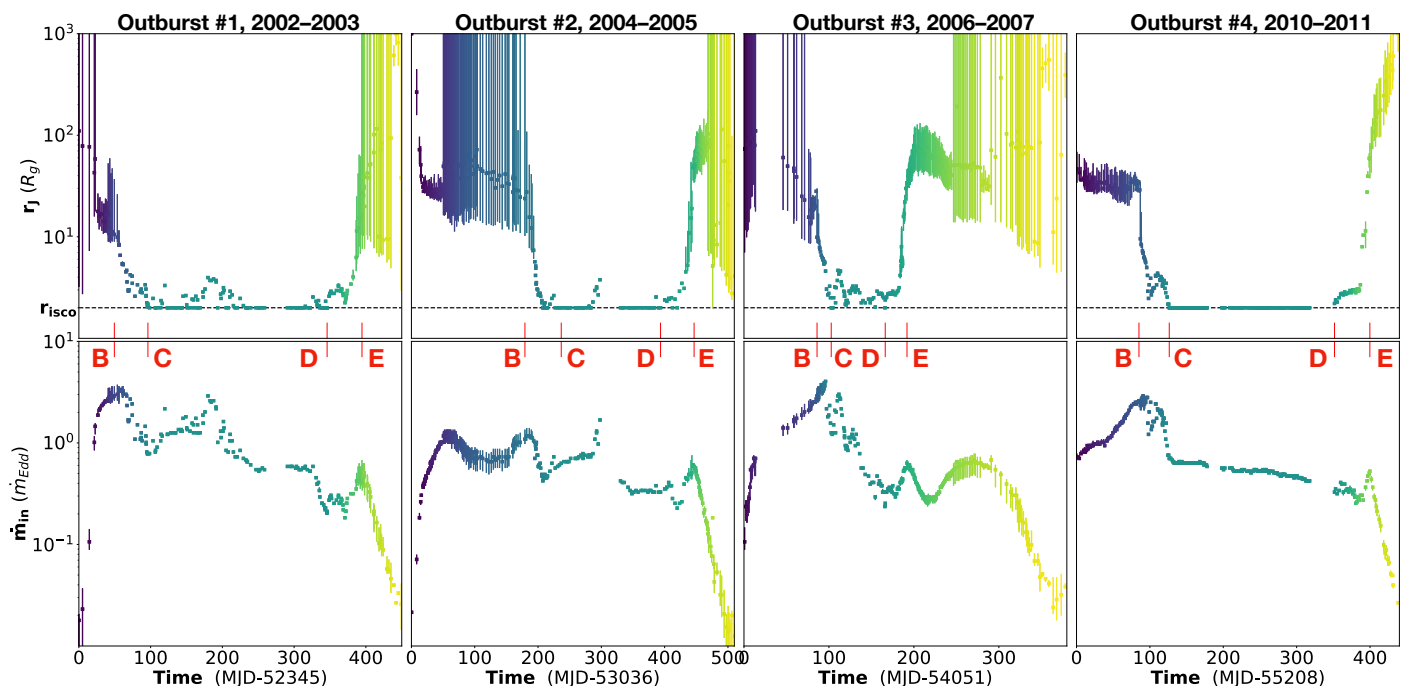 Outburst #1, 2002–2003
Outburst #2, 2004–2005
Outburst #3, 2006–2007
Outburst #4, 2010–2011
10³
10²
10¹
r_J (R_g)
r_isco
B C D E
B C D E
B C D E
B C D E
10¹
10⁰
10⁻¹
ṁ_in (ṁ_Edd)
0 100 200 300 400
0 100 200 300 400 500
0 100 200 300
0 100 200 300 400
Time (MJD-52345)
Time (MJD-53036)
Time (MJD-54051)
Time (MJD-55208)